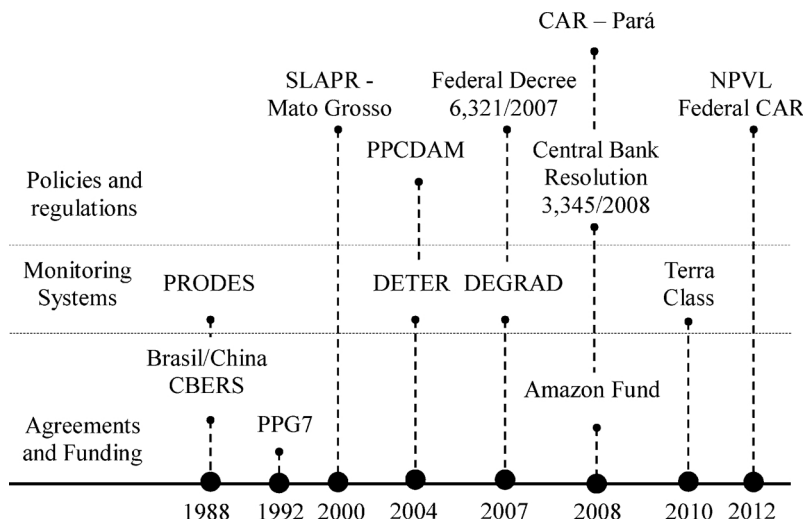 CAR – Pará
SLAPR -
Mato Grosso
Federal Decree
6,321/2007
NPVL
Federal CAR
PPCDAM
Central Bank
Resolution
3,345/2008
Policies and
regulations
Monitoring
Systems
PRODES
DETER
DEGRAD
Terra
Class
Brasil/China
CBERS
Amazon Fund
PPG7
Agreements
and Funding
1988 1992 2000 2004 2007 2008 2010 2012